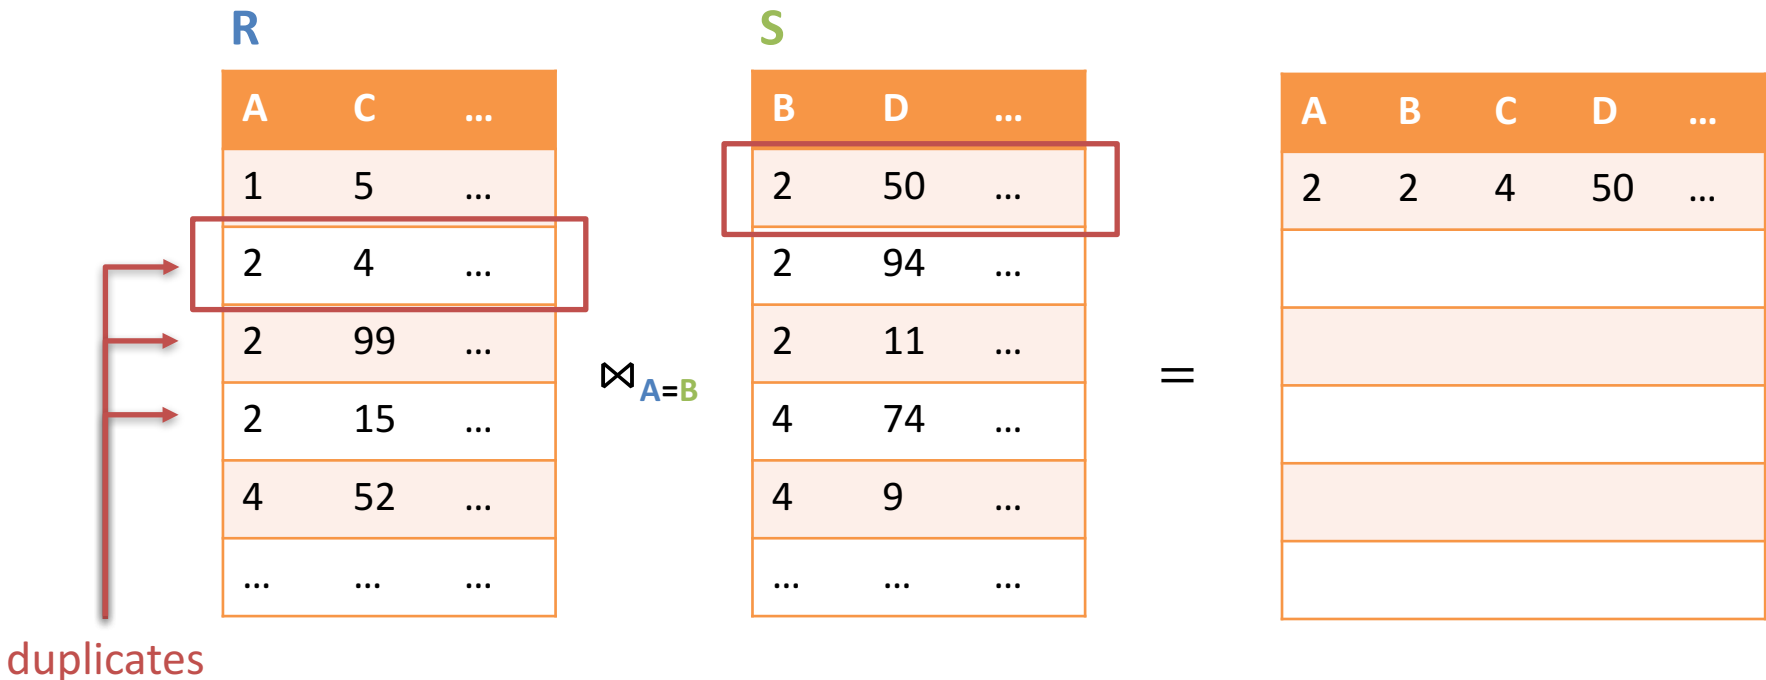 R
A C ...
1 5 ...
2 4 ...
2 99 ...
2 15 ...
4 52 ...
... ... ...
duplicates
⋈ A=B
S
B D ...
2 50 ...
2 94 ...
2 11 ...
4 74 ...
4 9 ...
... ... ...
=
A B C D ...
2 2 4 50 ...